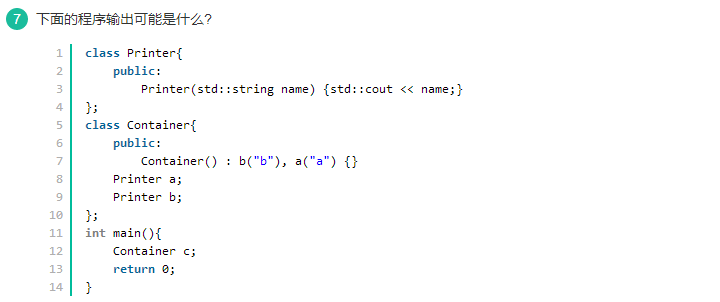 7 下面的程序输出可能是什么?
1 class Printer{
2     public:
3         Printer(std::string name) {std::cout << name;}
4 };
5 class Container{
6     public:
7         Container() : b("b"), a("a") {}
8     Printer a;
9     Printer b;
10 };
11 int main(){
12     Container c;
13     return 0;
14 }